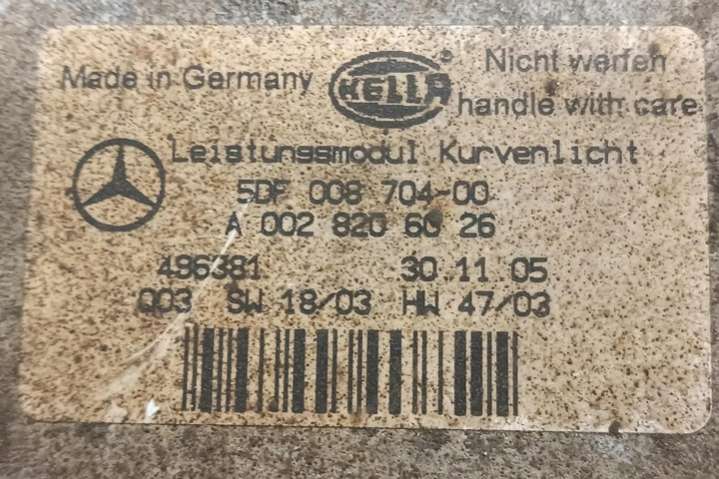 Made in Germany HELLA Nicht werfen
handle with care
Leistungsmodul Kurvenlicht
5DF 008 704-00
A 002 820 60 26
496381 30 11 05
Q03 SW 18/03 HW 47/03